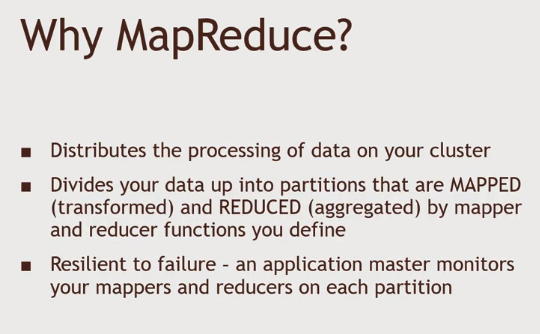 Why MapReduce?
■ Distributes the processing of data on your cluster
■ Divides your data up into partitions that are MAPPED
(transformed) and REDUCED (aggregated) by mapper
and reducer functions you define
■ Resilient to failure – an application master monitors
your mappers and reducers on each partition